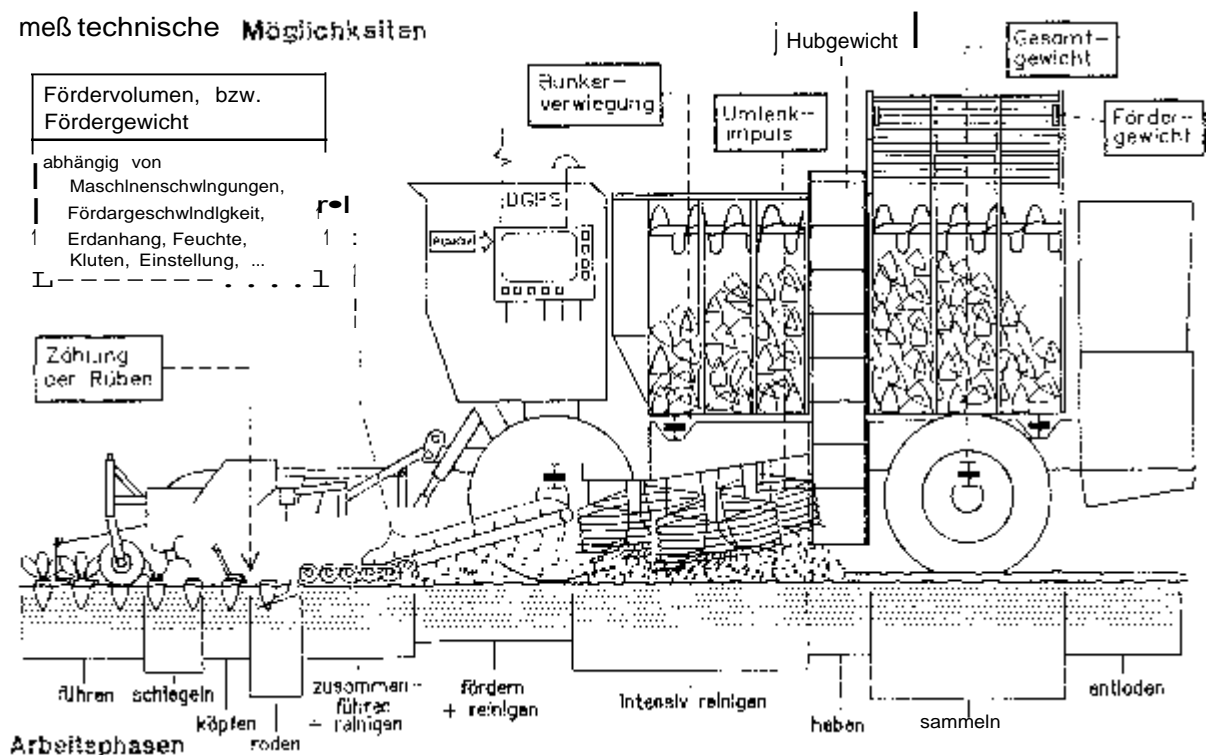 meß technische Möglichkeiten
Hubgewicht
Gesamt-
gewicht
Bunker-
verwiegung
Umlenk-
impuls
Förder-
gewicht
Fördervolumen, bzw.
Fördergewicht
abhängig von
Maschlnenschwlngungen,
Fördargeschwlndlgkeit,
Erdanhang, Feuchte,
Kluten, Einstellung, ...
DGPS
Zählung
der Rüben
führen
schlegeln
köpfen
roden
zusammen-
führen
+ reinigen
fördern
+ reinigen
Intensiv reinigen
heben
sammeln
entladen
Arbeitsphasen